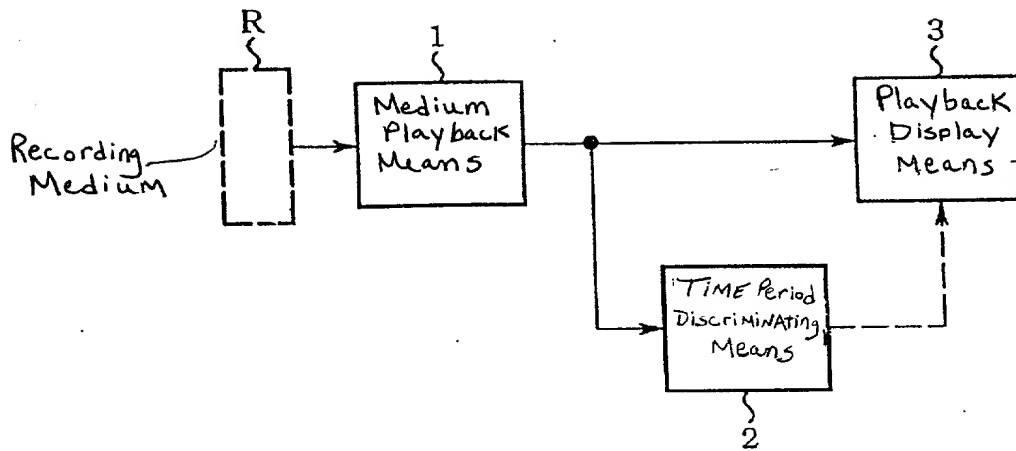 R
1
3
Recording
Medium
Medium
Playback
Means
Playback
Display
Means
TIME Period
DiscriMINAting
Means
2